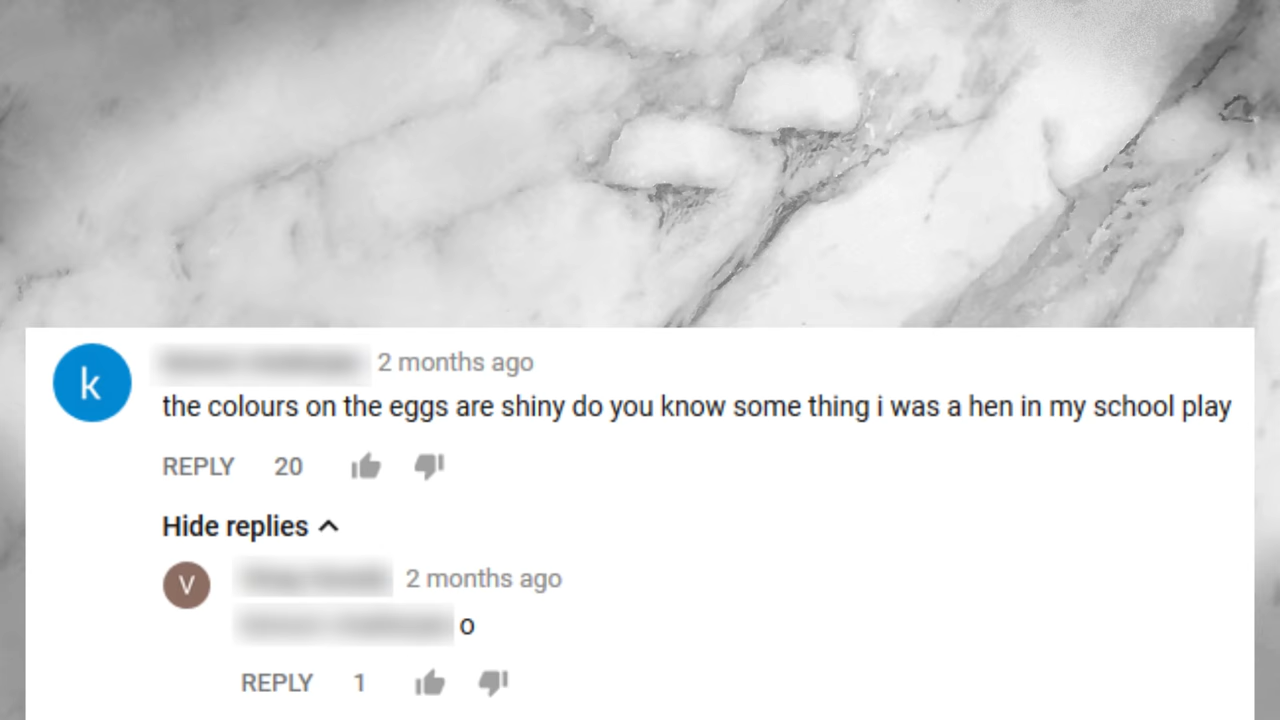 k
2 months ago
the colours on the eggs are shiny do you know some thing i was a hen in my school play
REPLY 20
Hide replies
V
2 months ago
o
REPLY 1